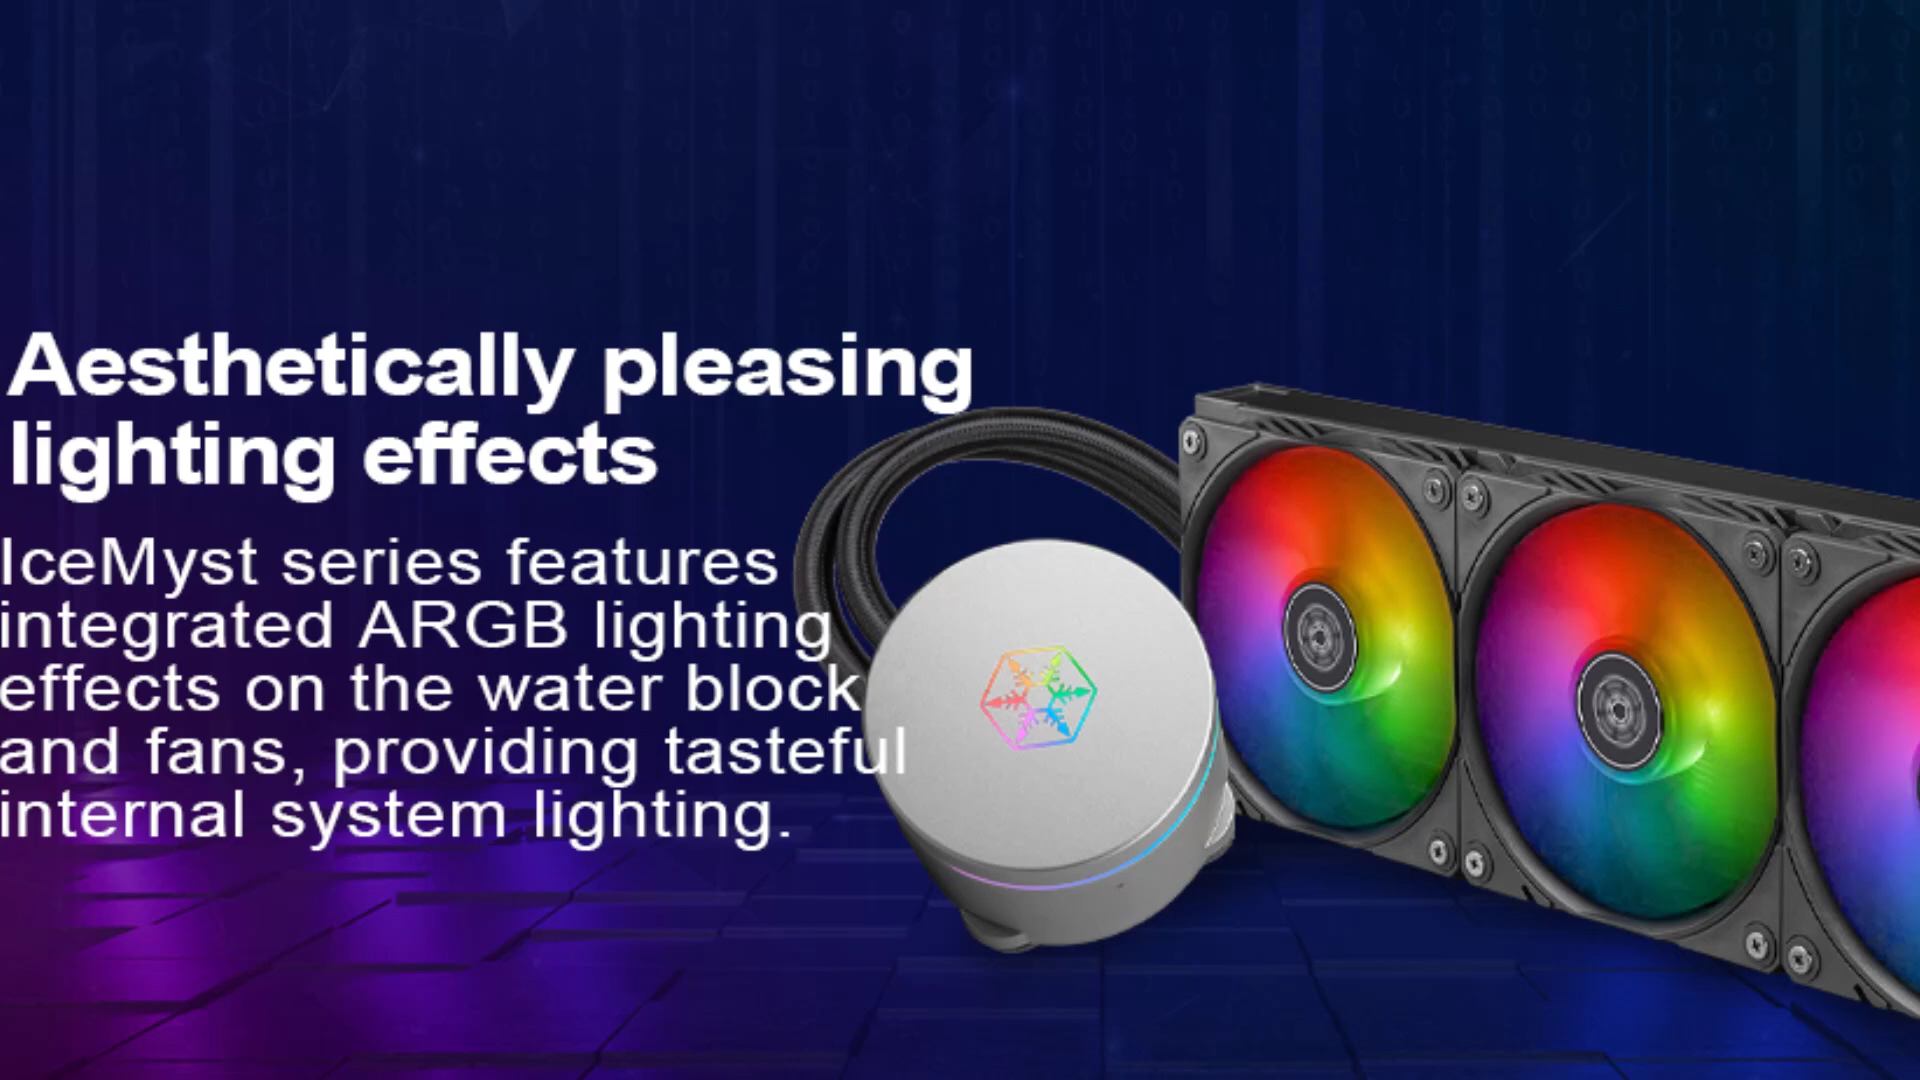 Aesthetically pleasing
lighting effects
IceMyst series features
integrated ARGB lighting
effects on the water block
and fans, providing tasteful
internal system lighting.